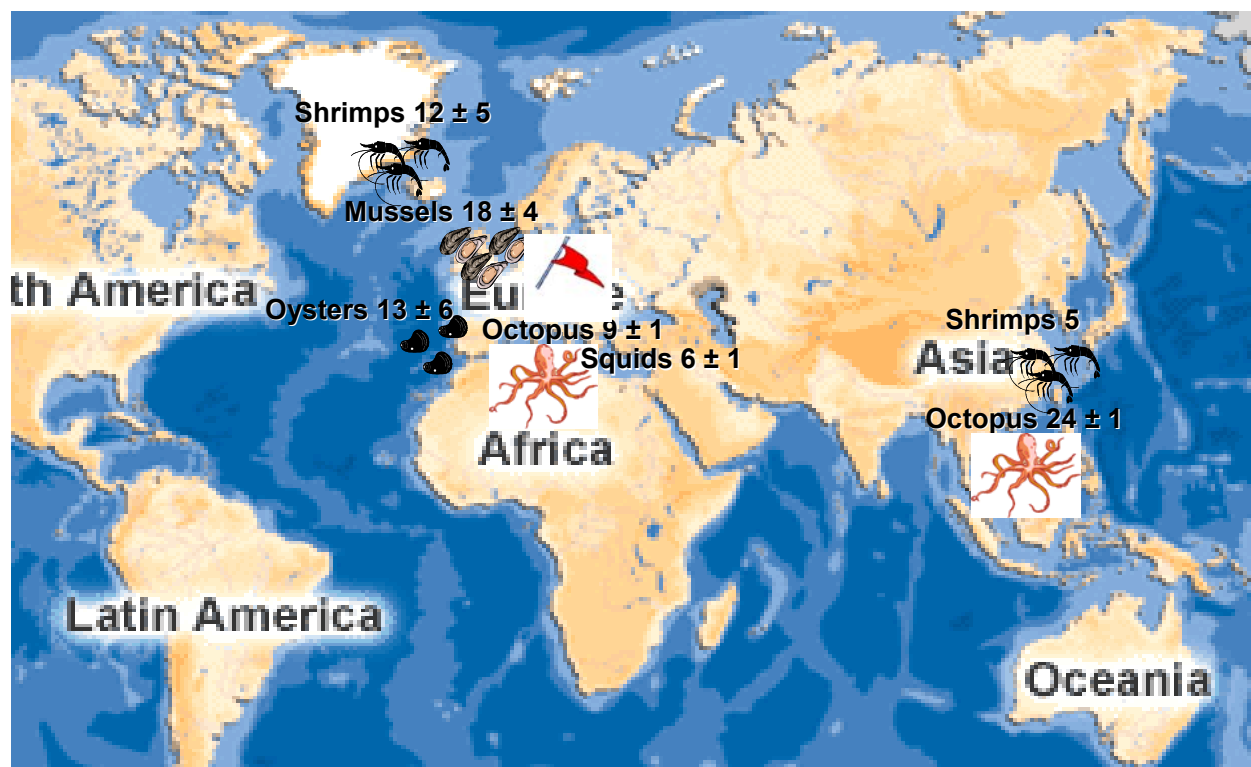 Shrimps 12 ± 5
Mussels 18 ± 4
th America
Eu
Oysters 13 ± 6
Octopus 9 ± 1
Shrimps 5
Squids 6 ± 1
Asia
Octopus 24 ± 1
Africa
Latin America
Oceania